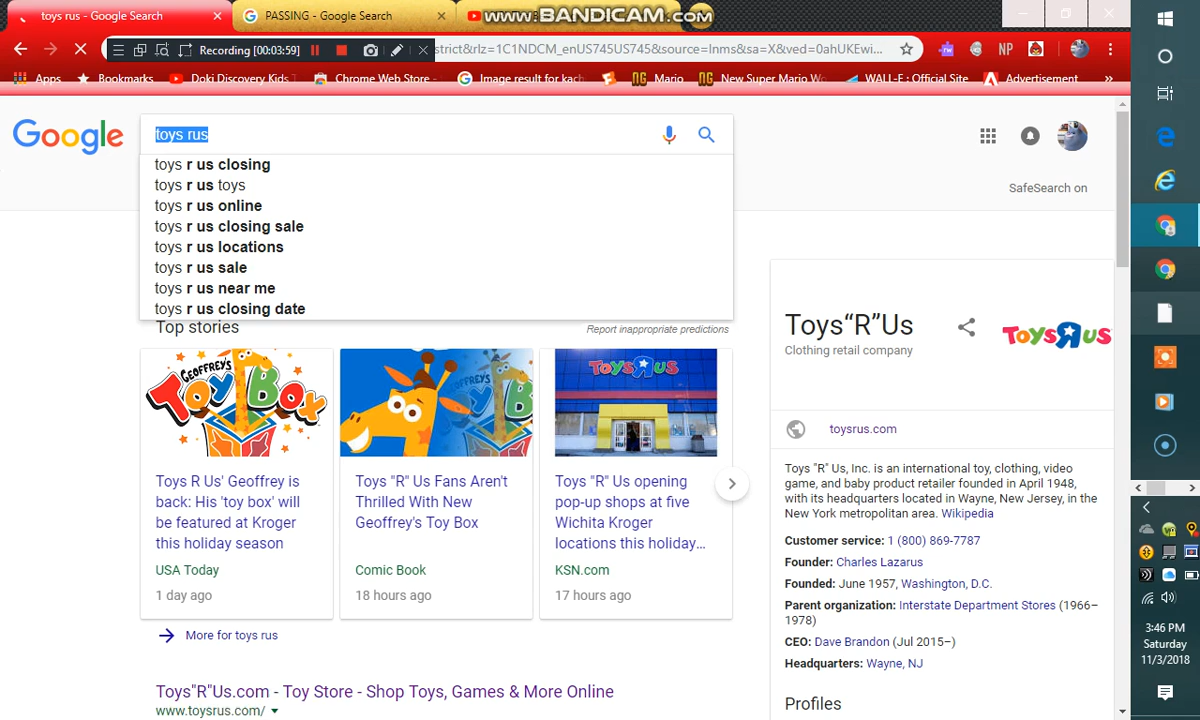 toys rus - Google Search
PASSING - Google Search
www.BANDICAM.com
Recording [00:03:59]
strict&rlz=1C1NDCM_enUS745US745&source=lnms&sa=X&ved=0ahUKEwi...
Apps
Bookmarks
Doki Discovery Kids
Chrome Web Store -
Image result for kach
Mario
New Super Mario Wo
WALL-E : Official Site
Advertisement
»
Google
toys rus
SafeSearch on
toys r us closing
toys r us toys
toys r us online
toys r us closing sale
toys r us locations
toys r us sale
toys r us near me
toys r us closing date
Top stories
Report inappropriate predictions
GEOFFREY'S
Toy Box
ToysRUs
Toys R Us' Geoffrey is
back: His 'toy box' will
be featured at Kroger
this holiday season
USA Today
1 day ago
Toys "R" Us Fans Aren't
Thrilled With New
Geoffrey's Toy Box
Comic Book
18 hours ago
Toys "R" Us opening
pop-up shops at five
Wichita Kroger
locations this holiday...
KSN.com
17 hours ago
More for toys rus
Toys"R"Us.com - Toy Store - Shop Toys, Games & More Online
www.toysrus.com/
Toys“R”Us
Clothing retail company
ToysRUs
toysrus.com
Toys "R" Us, Inc. is an international toy, clothing, video
game, and baby product retailer founded in April 1948,
with its headquarters located in Wayne, New Jersey, in the
New York metropolitan area. Wikipedia
Customer service: 1 (800) 869-7787
Founder: Charles Lazarus
Founded: June 1957, Washington, D.C.
Parent organization: Interstate Department Stores (1966–
1978)
CEO: Dave Brandon (Jul 2015–)
Headquarters: Wayne, NJ
Profiles
3:46 PM
Saturday
11/3/2018